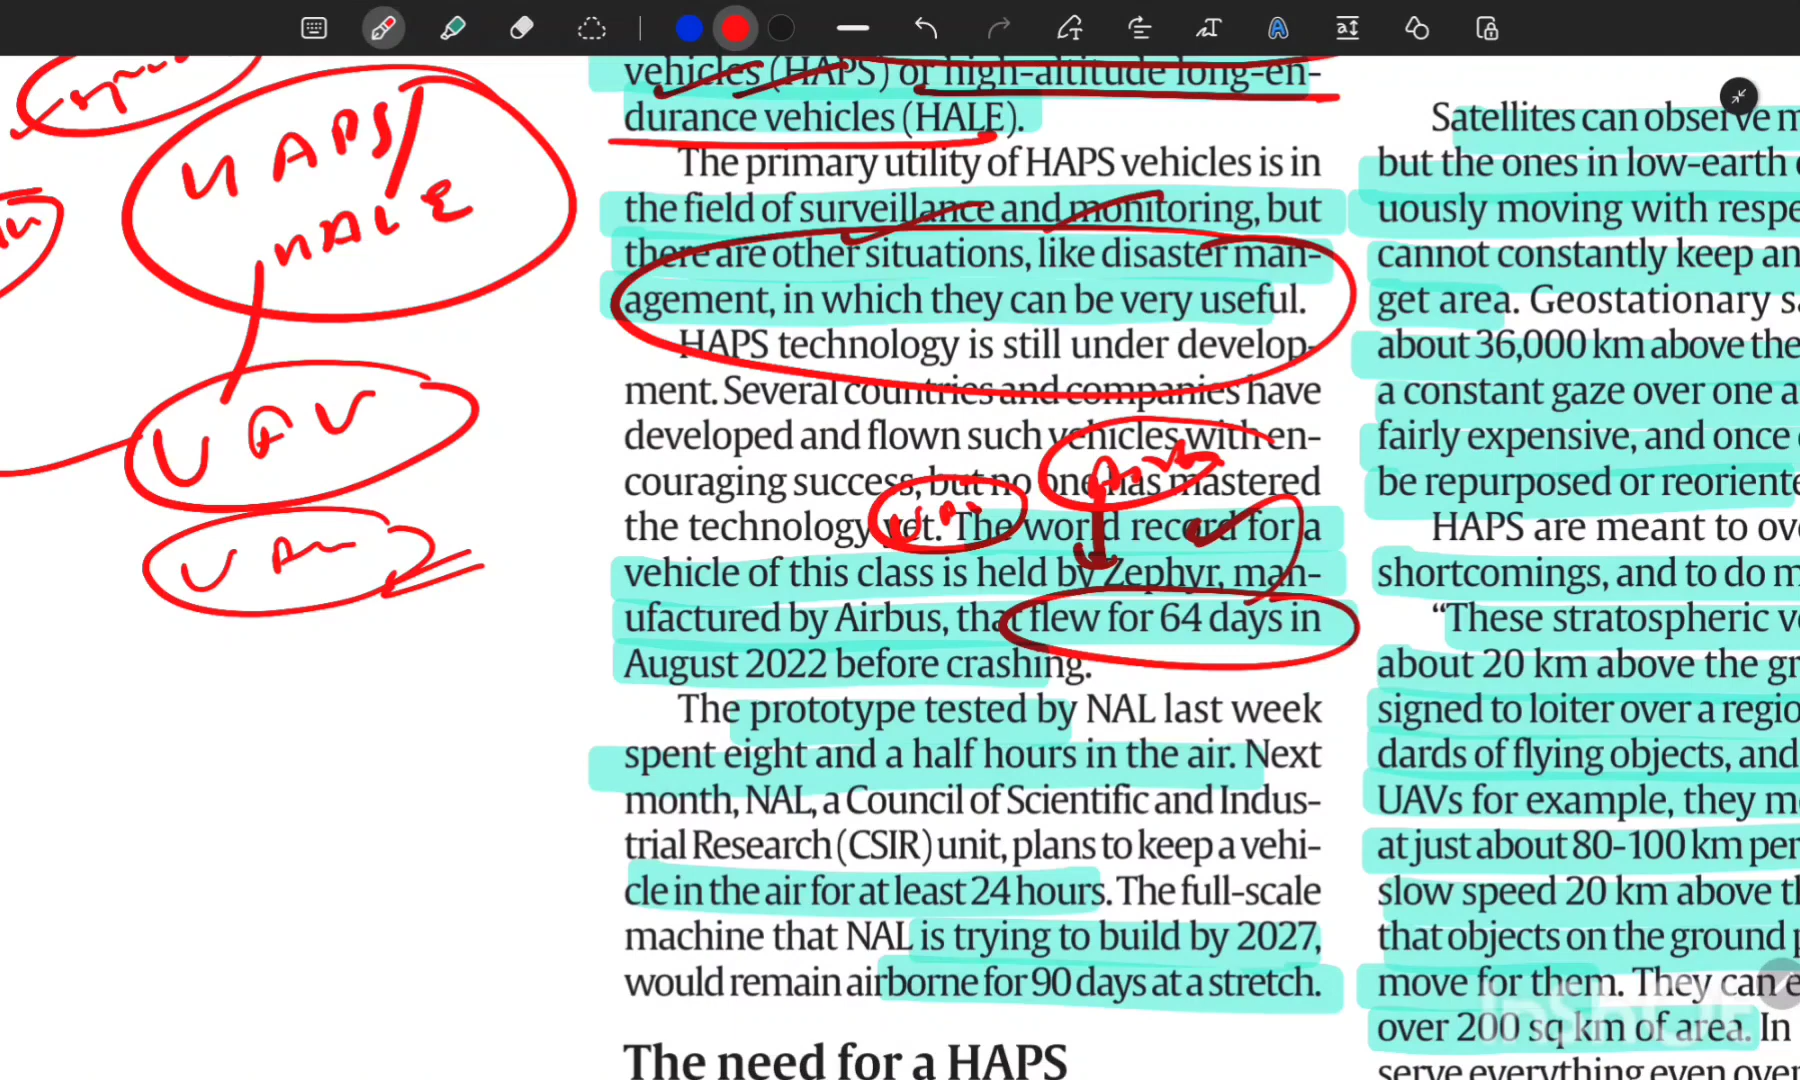 HAPS/
HALE
UAV
UAV
vehicles (HAPS) or high-altitude long-en-
durance vehicles (HALE).
The primary utility of HAPS vehicles is in
the field of surveillance and monitoring, but
there are other situations, like disaster man-
agement, in which they can be very useful.
HAPS technology is still under develop-
ment. Several countries and companies have
developed and flown such vehicles with en-
couraging success, but no one has mastered
the technology yet. The world record for a
vehicle of this class is held by Zephyr, man-
ufactured by Airbus, that flew for 64 days in
August 2022 before crashing.
The prototype tested by NAL last week
spent eight and a half hours in the air. Next
month, NAL, a Council of Scientific and Indus-
trial Research (CSIR) unit, plans to keep a vehi-
cle in the air for at least 24 hours. The full-scale
machine that NAL is trying to build by 2027,
would remain airborne for 90 days at a stretch.
The need for a HAPS
Satellites can observe
but the ones in low-earth
uously moving with
cannot constantly keep an
get area. Geostationary
about 36,000 km above the
a constant gaze over one
fairly expensive, and once
be repurposed or
HAPS are meant to
shortcomings, and to do
“These stratospheric
about 20 km above the
signed to loiter over a
dards of flying objects, and
UAVs for example, they
at just about 80-100 km
slow speed 20 km above
that objects on the ground
move for them. They can
over 200 sq km of area. In
serve everything even over